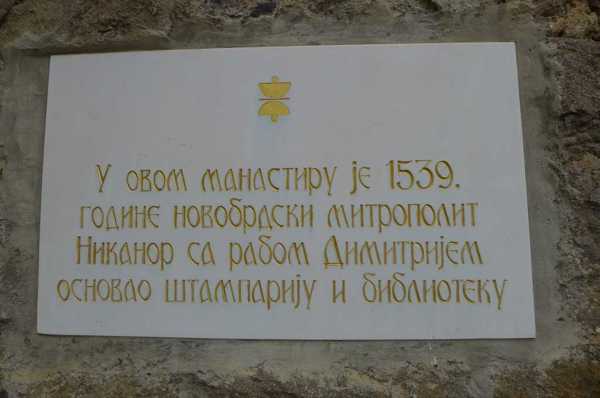 У овом манастиру је 1539.
године новобрдски митрополит
Никанор са рабом Димитријем
основао штампарију и библиотеку